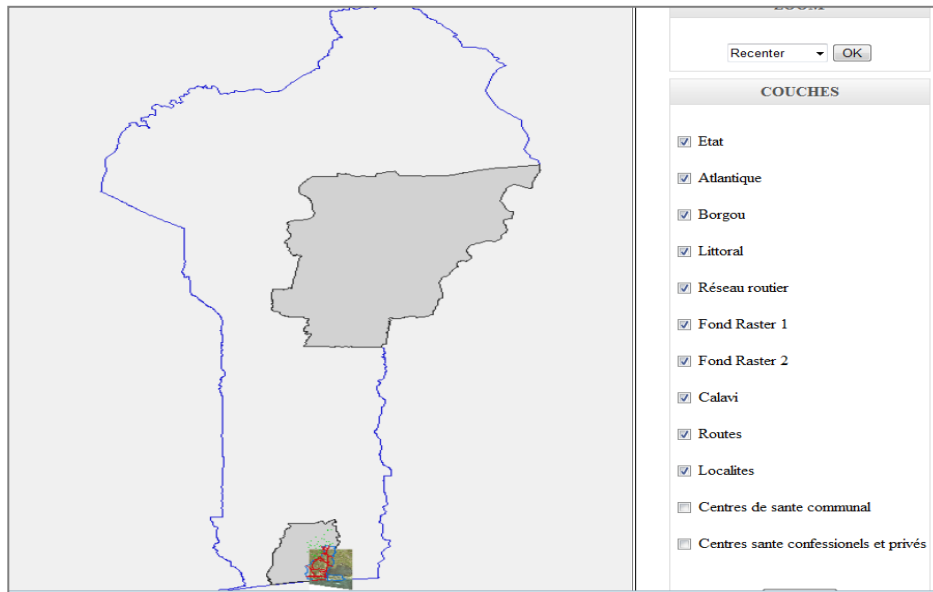 ZOOM
Recenter
OK
COUCHES
Etat
Atlantique
Borgou
Littoral
Réseau routier
Fond Raster 1
Fond Raster 2
Calavi
Routes
Localites
Centres de sante communal
Centres sante confessionels et privés